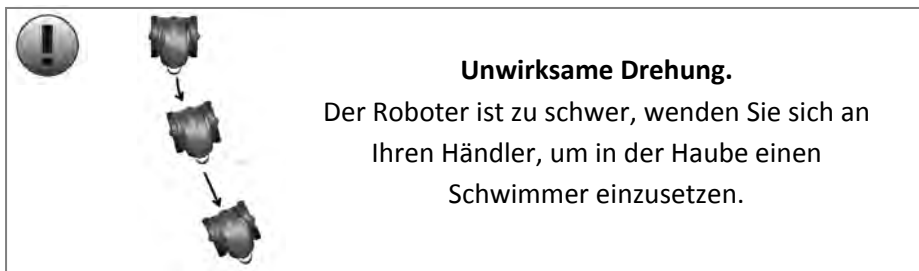 Unwirksame Drehung.
Der Roboter ist zu schwer, wenden Sie sich an
Ihren Händler, um in der Haube einen
Schwimmer einzusetzen.